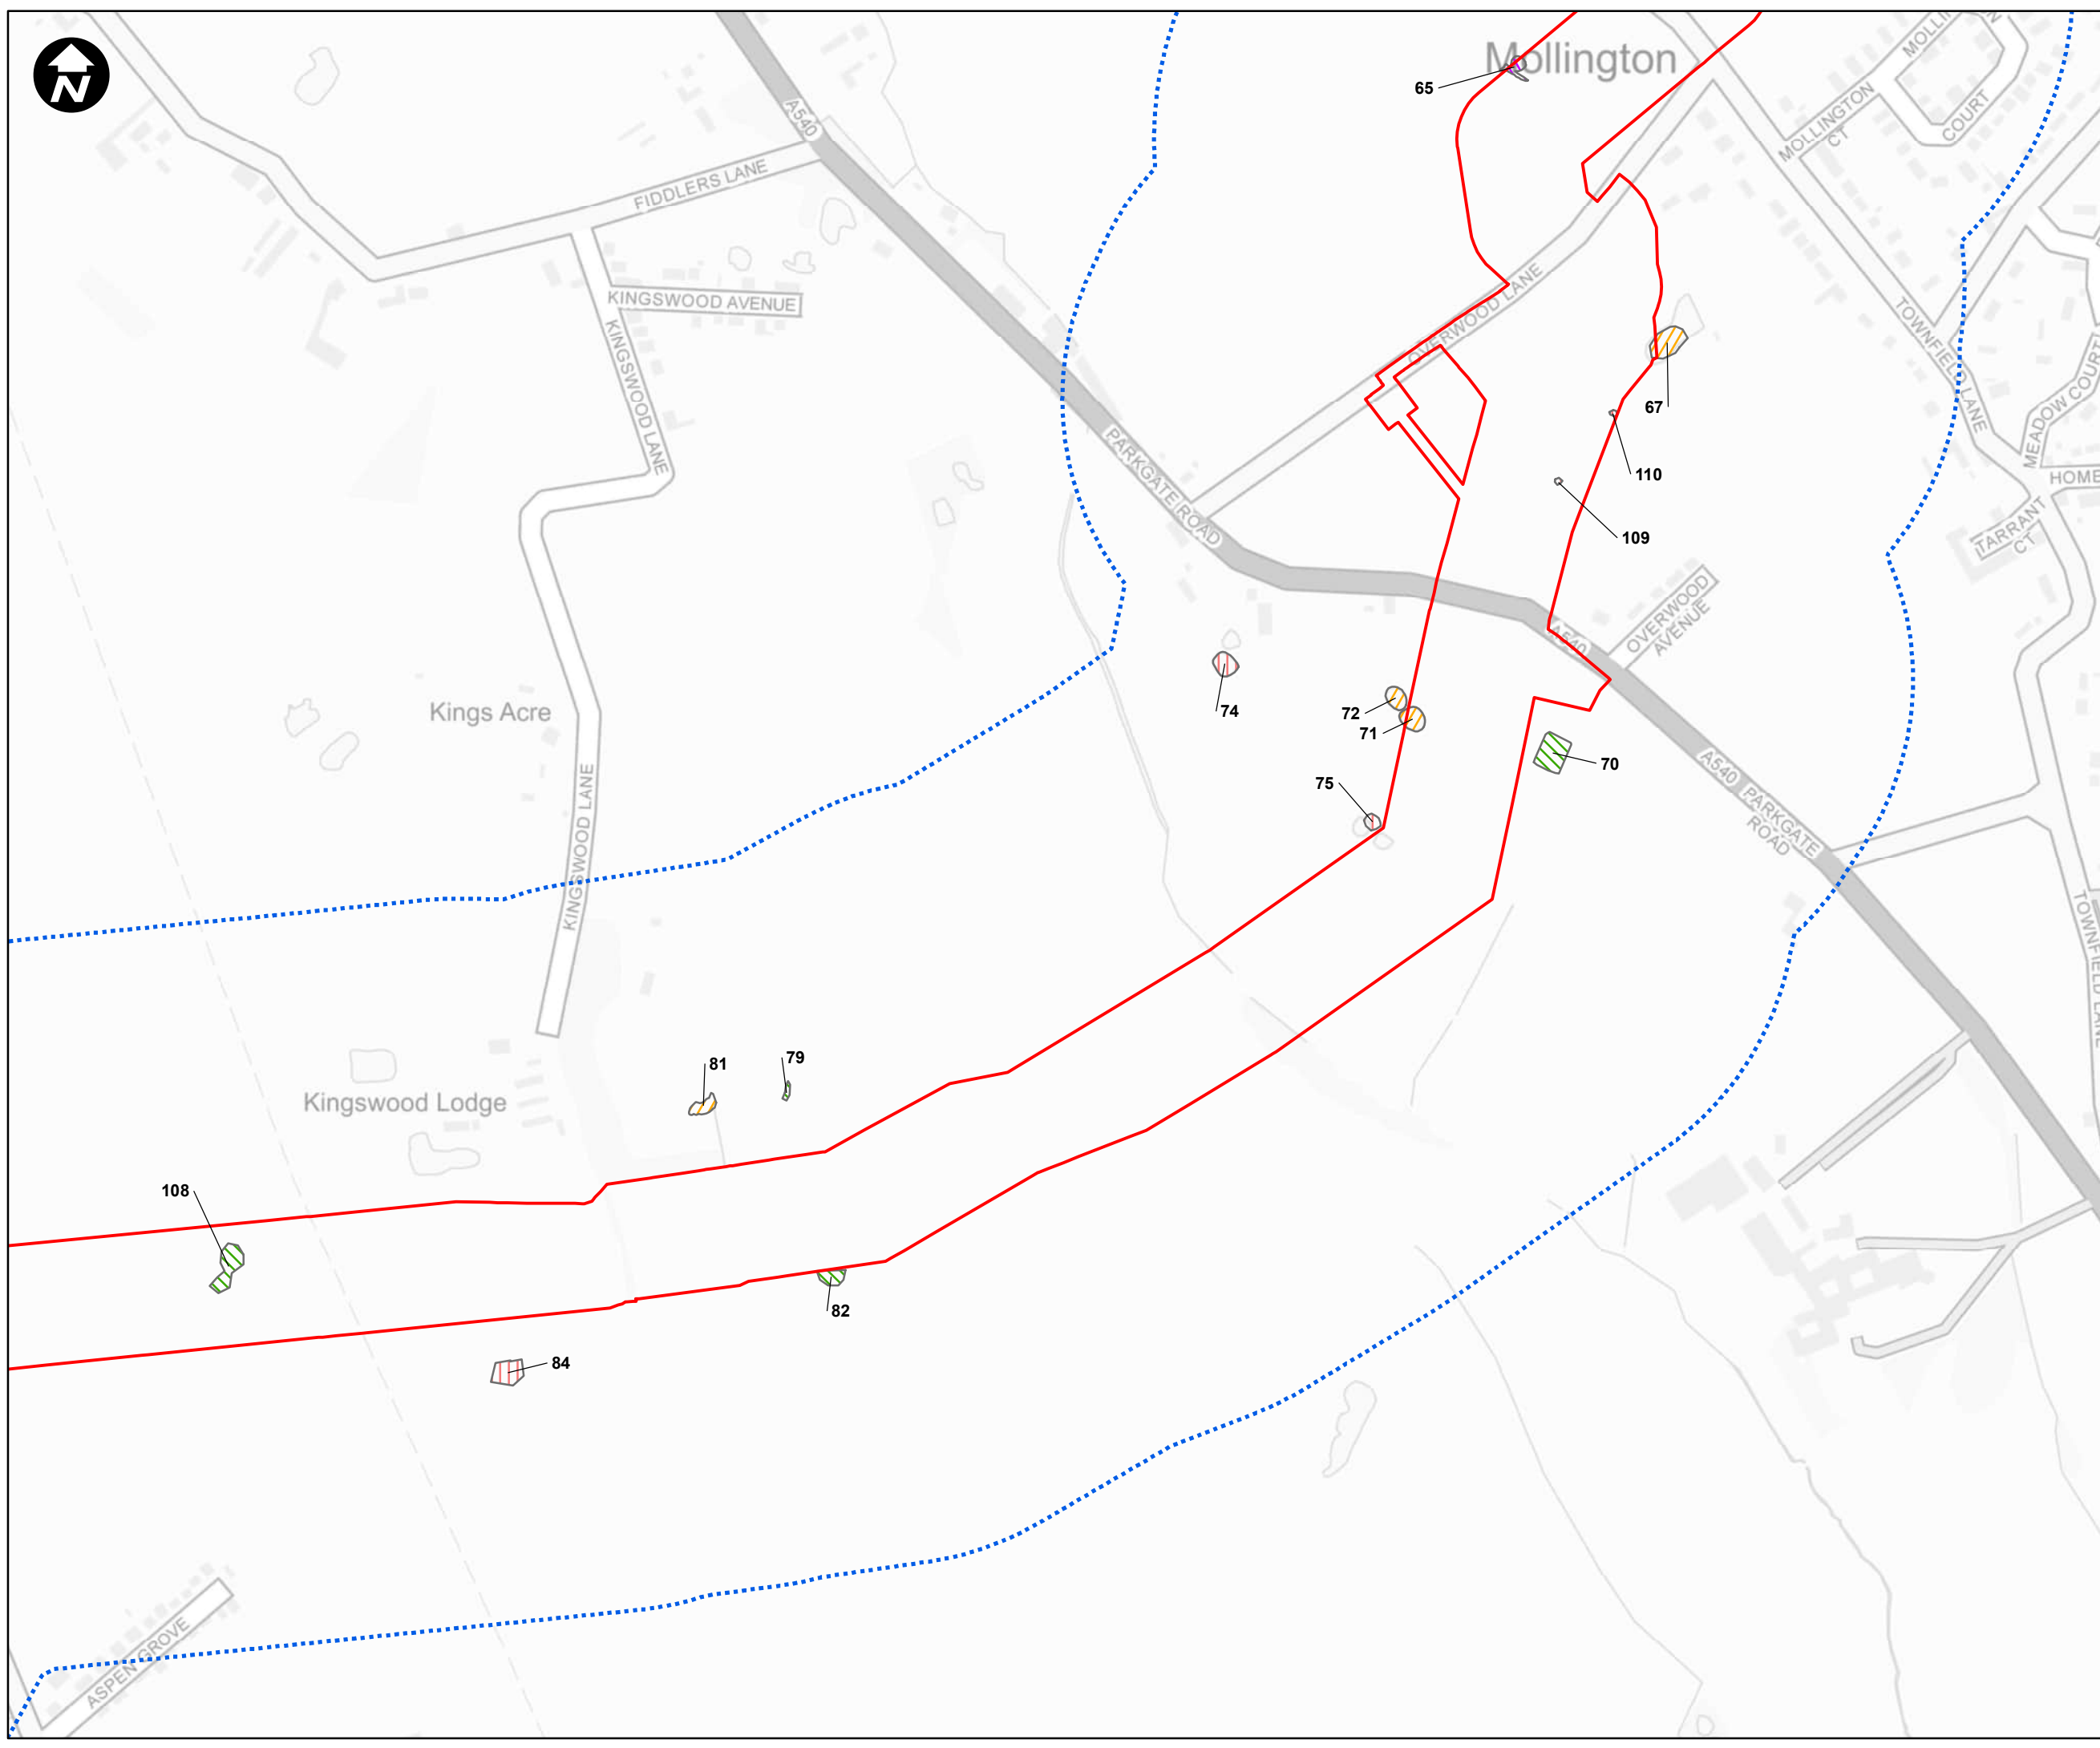 N
Mollington
65
MOLLINGTON
COURT
MOLLINGTON
CT
A540
FIDDLERS LANE
KINGSWOOD AVENUE
KINGSWOOD LANE
OVERWOOD LANE
TOWNFIELD LANE
MEADOW COURT
HOME
TARRANT
CT
67
110
109
PARKGATE ROAD
A540
OVERWOOD
AVENUE
74
72
71
70
75
Kings Acre
A540
PARKGATE
ROAD
KINGSWOOD LANE
TOWNFIELD LANE
81
79
Kingswood Lodge
108
82
84
ASPEN GROVE